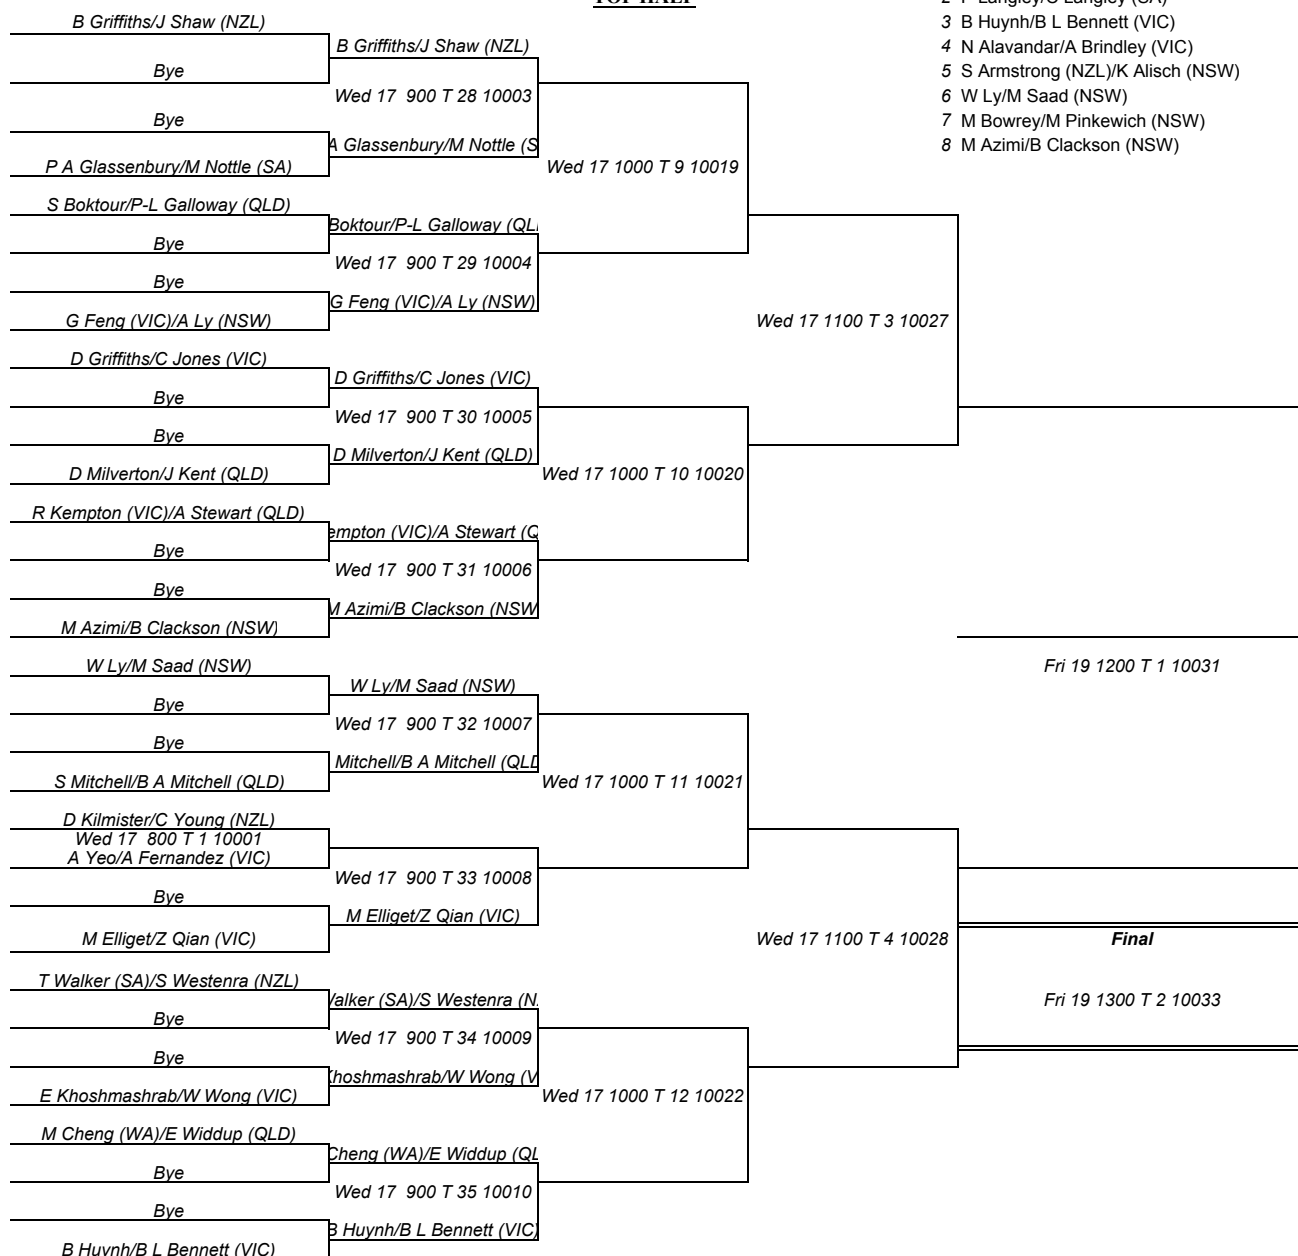 TOP HALF
B Griffiths/J Shaw (NZL)
Bye
Bye
P A Glassenbury/M Nottle (SA)
S Boktour/P-L Galloway (QLD)
Bye
Bye
G Feng (VIC)/A Ly (NSW)
D Griffiths/C Jones (VIC)
Bye
Bye
D Milverton/J Kent (QLD)
R Kempton (VIC)/A Stewart (QLD)
Bye
Bye
M Azimi/B Clackson (NSW)
W Ly/M Saad (NSW)
Bye
Bye
S Mitchell/B A Mitchell (QLD)
D Kilmister/C Young (NZL)
Wed 17 800 T 1 10001
A Yeo/A Fernandez (VIC)
Bye
M Elliget/Z Qian (VIC)
T Walker (SA)/S Westenra (NZL)
Bye
Bye
E Khoshmashrab/W Wong (VIC)
M Cheng (WA)/E Widdup (QLD)
Bye
Bye
B Huynh/B L Bennett (VIC)
B Griffiths/J Shaw (NZL)
Wed 17 900 T 28 10003
A Glassenbury/M Nottle (S
Boktour/P-L Galloway (QL
Wed 17 900 T 29 10004
G Feng (VIC)/A Ly (NSW)
D Griffiths/C Jones (VIC)
Wed 17 900 T 30 10005
D Milverton/J Kent (QLD)
empton (VIC)/A Stewart (Q
Wed 17 900 T 31 10006
M Azimi/B Clackson (NSW
W Ly/M Saad (NSW)
Wed 17 900 T 32 10007
Mitchell/B A Mitchell (QLD
Wed 17 900 T 33 10008
M Elliget/Z Qian (VIC)
Walker (SA)/S Westenra (N
Wed 17 900 T 34 10009
Khoshmashrab/W Wong (V
Cheng (WA)/E Widdup (QL
Wed 17 900 T 35 10010
B Huynh/B L Bennett (VIC)
Wed 17 1000 T 9 10019
Wed 17 1000 T 10 10020
Wed 17 1000 T 11 10021
Wed 17 1000 T 12 10022
Wed 17 1100 T 3 10027
Wed 17 1100 T 4 10028
2 P Langley/C Langley (SA)
3 B Huynh/B L Bennett (VIC)
4 N Alavandar/A Brindley (VIC)
5 S Armstrong (NZL)/K Alisch (NSW)
6 W Ly/M Saad (NSW)
7 M Bowrey/M Pinkewich (NSW)
8 M Azimi/B Clackson (NSW)
Fri 19 1200 T 1 10031
Final
Fri 19 1300 T 2 10033